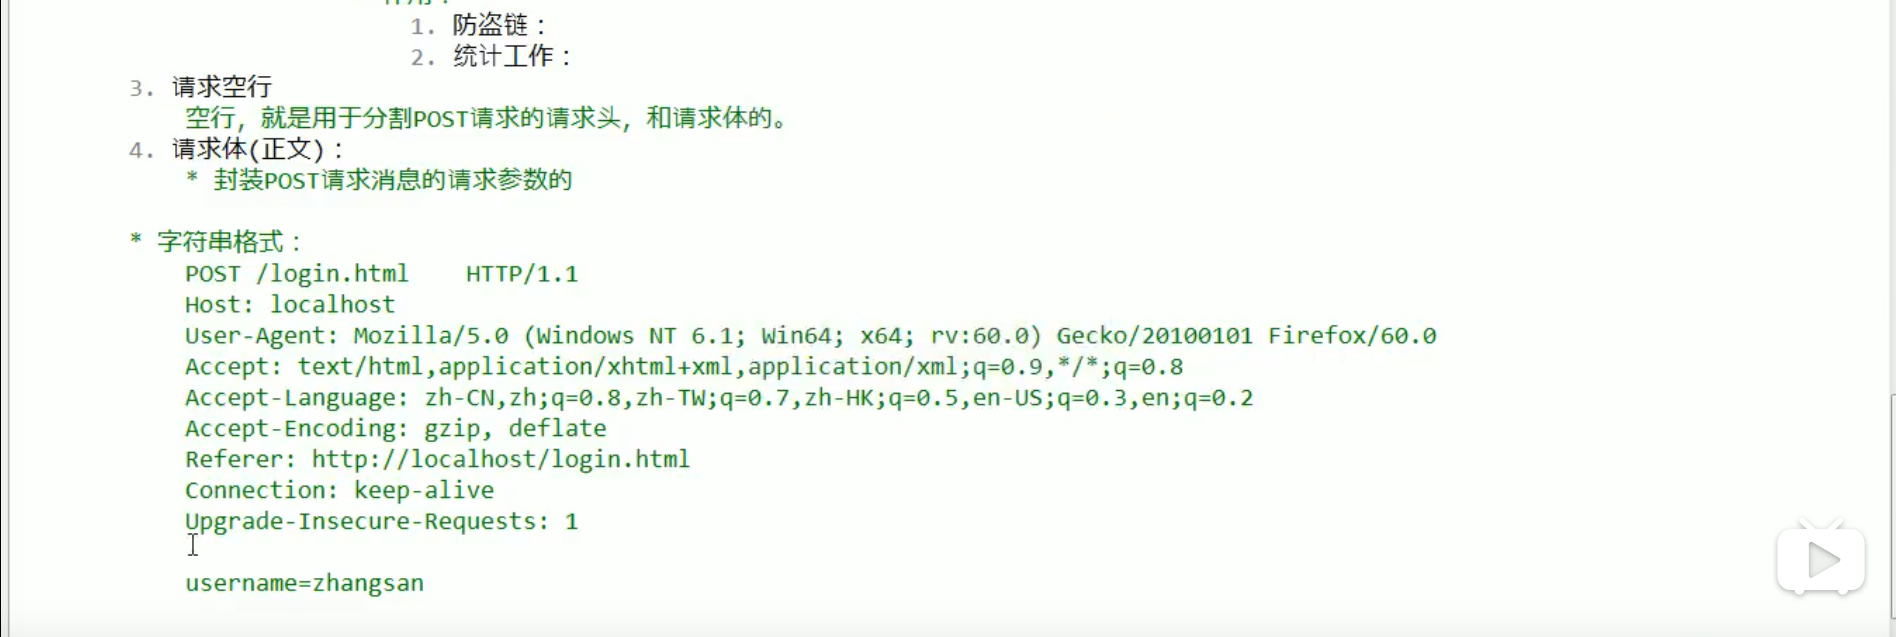 1. 防盗链：
2. 统计工作：
3. 请求空行
空行，就是用于分割POST请求的请求头，和请求体的。
4. 请求体(正文)：
* 封装POST请求消息的请求参数的
* 字符串格式：
POST /login.html HTTP/1.1
Host: localhost
User-Agent: Mozilla/5.0 (Windows NT 6.1; Win64; x64; rv:60.0) Gecko/20100101 Firefox/60.0
Accept: text/html,application/xhtml+xml,application/xml;q=0.9,*/*;q=0.8
Accept-Language: zh-CN,zh;q=0.8,zh-TW;q=0.7,zh-HK;q=0.5,en-US;q=0.3,en;q=0.2
Accept-Encoding: gzip, deflate
Referer: http://localhost/login.html
Connection: keep-alive
Upgrade-Insecure-Requests: 1
username=zhangsan